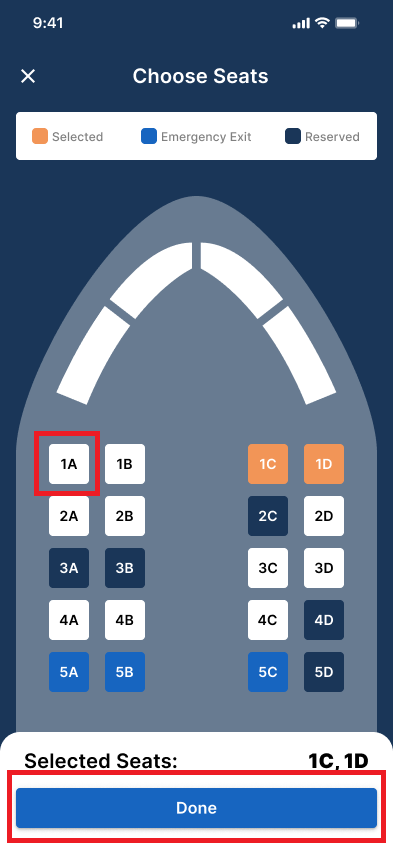 9:41
Choose Seats
Selected Emergency Exit Reserved
1A 1B 1C 1D
2A 2B 2C 2D
3A 3B 3C 3D
4A 4B 4C 4D
5A 5B 5C 5D
Selected Seats: 1C, 1D
Done